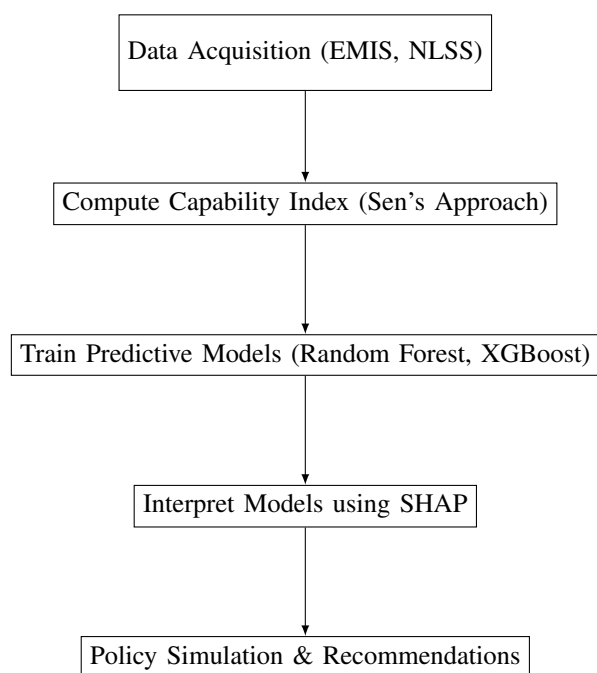 Data Acquisition (EMIS, NLSS)
Compute Capability Index (Sen's Approach)
Train Predictive Models (Random Forest, XGBoost)
Interpret Models using SHAP
Policy Simulation & Recommendations